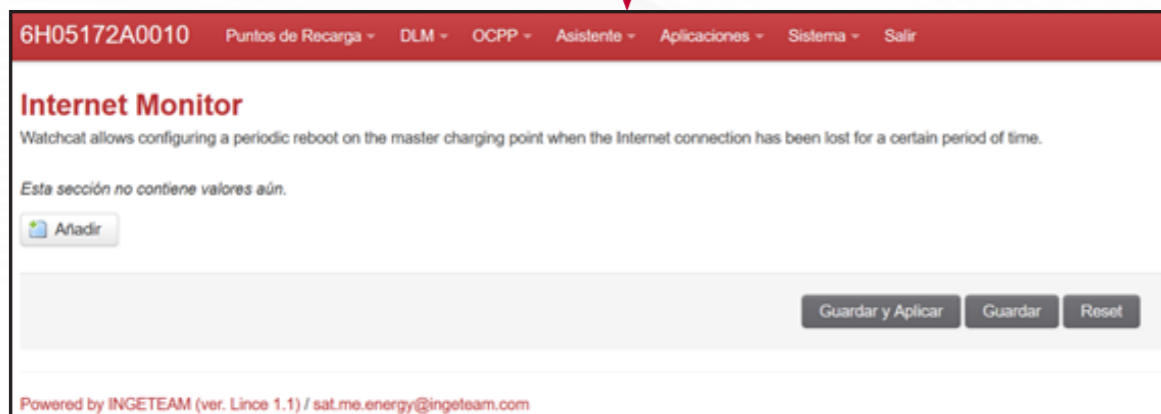 6H05172A0010 Puntos de Recarga DLM OCPP Asistente Aplicaciones Sistema Salir
Internet Monitor
Watchcat allows configuring a periodic reboot on the master charging point when the Internet connection has been lost for a certain period of time.
Esta sección no contiene valores aún.
Añadir
Guardar y Aplicar Guardar Reset
Powered by INGETEAM (ver. Lince 1.1) / sat.me.energy@ingeteam.com